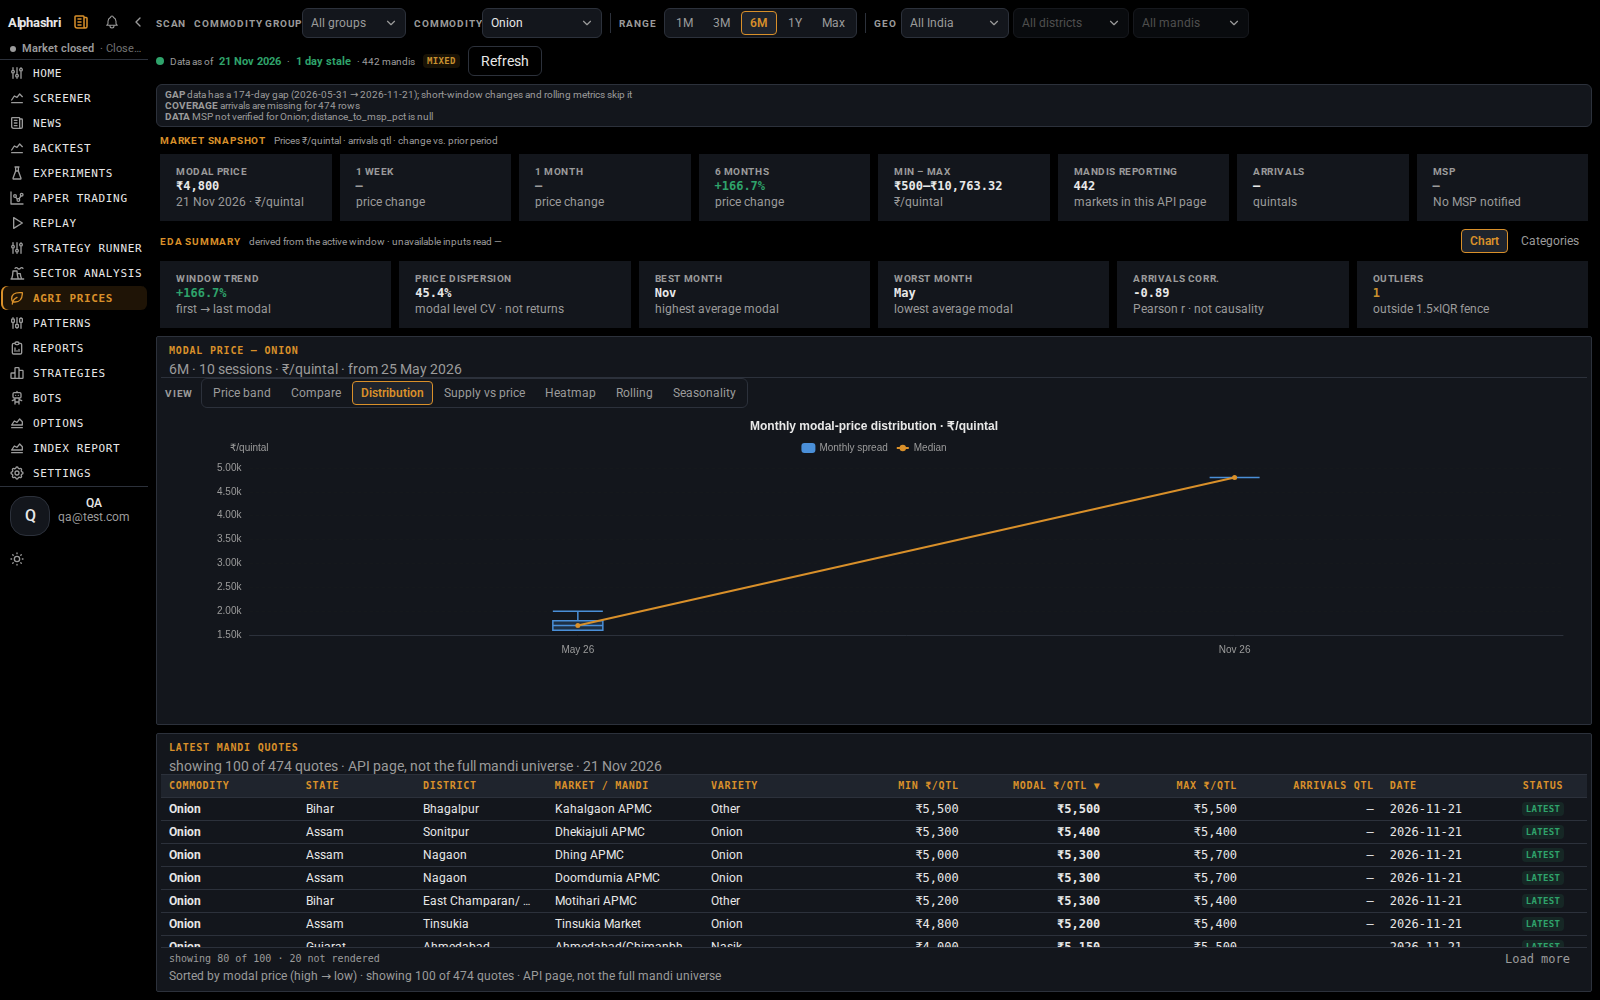 Alphashri
Market closed · Close…
HOME
SCREENER
NEWS
BACKTEST
EXPERIMENTS
PAPER TRADING
REPLAY
STRATEGY RUNNER
SECTOR ANALYSIS
AGRI PRICES
PATTERNS
REPORTS
STRATEGIES
BOTS
OPTIONS
INDEX REPORT
SETTINGS
Q
QA
qa@test.com
SCAN COMMODITY GROUP All groups COMMODITY Onion RANGE 1M 3M 6M 1Y Max GEO All India All districts All mandis
Data as of 21 Nov 2026 · 1 day stale · 442 mandis MIXED Refresh
GAP data has a 174-day gap (2026-05-31 → 2026-11-21); short-window changes and rolling metrics skip it
COVERAGE arrivals are missing for 474 rows
DATA MSP not verified for Onion; distance_to_msp_pct is null
MARKET SNAPSHOT Prices ₹/quintal · arrivals qtl · change vs. prior period
MODAL PRICE 1 WEEK 1 MONTH 6 MONTHS MIN – MAX MANDIS REPORTING ARRIVALS MSP
₹4,800 — — +166.7% ₹500–₹10,763.32 442 — —
21 Nov 2026 · ₹/quintal price change price change price change ₹/quintal markets in this API page quintals No MSP notified
EDA SUMMARY derived from the active window · unavailable inputs read — Chart Categories
WINDOW TREND PRICE DISPERSION BEST MONTH WORST MONTH ARRIVALS CORR. OUTLIERS
+166.7% 45.4% Nov May -0.89 1
first → last modal modal level CV · not returns highest average modal lowest average modal Pearson r · not causality outside 1.5×IQR fence
MODAL PRICE — ONION
6M · 10 sessions · ₹/quintal · from 25 May 2026
VIEW Price band Compare Distribution Supply vs price Heatmap Rolling Seasonality
Monthly modal-price distribution · ₹/quintal
₹/quintal Monthly spread Median
5.00k
4.50k
4.00k
3.50k
3.00k
2.50k
2.00k
1.50k
May 26 Nov 26
LATEST MANDI QUOTES
showing 100 of 474 quotes · API page, not the full mandi universe · 21 Nov 2026
COMMODITY STATE DISTRICT MARKET / MANDI VARIETY MIN ₹/QTL MODAL ₹/QTL ▼ MAX ₹/QTL ARRIVALS QTL DATE STATUS
Onion Bihar Bhagalpur Kahalgaon APMC Other ₹5,500 ₹5,500 ₹5,500 — 2026-11-21 LATEST
Onion Assam Sonitpur Dhekiajuli APMC Onion ₹5,300 ₹5,400 ₹5,400 — 2026-11-21 LATEST
Onion Assam Nagaon Dhing APMC Onion ₹5,000 ₹5,300 ₹5,700 — 2026-11-21 LATEST
Onion Assam Nagaon Doomdumia APMC Onion ₹5,000 ₹5,300 ₹5,700 — 2026-11-21 LATEST
Onion Bihar East Champaran/ … Motihari APMC Other ₹5,200 ₹5,300 ₹5,400 — 2026-11-21 LATEST
Onion Assam Tinsukia Tinsukia Market Onion ₹4,800 ₹5,200 ₹5,400 — 2026-11-21 LATEST
Onion Gujarat Ahmedabad Ahmedabad(Chimanbh Nasik ₹4,000 ₹5,150 ₹5,500 — 2026-11-21 LATEST
showing 80 of 100 · 20 not rendered Load more
Sorted by modal price (high → low) · showing 100 of 474 quotes · API page, not the full mandi universe